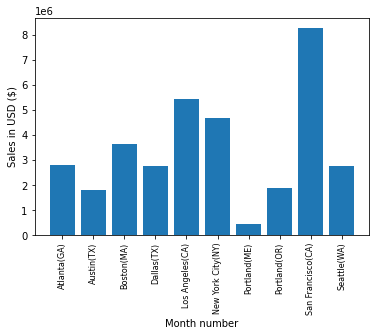 1e6
8
7
6
5
4
3
2
1
0
Sales in USD ($)
Atlanta(GA)
Austin(TX)
Boston(MA)
Dallas(TX)
Los Angeles(CA)
New York City(NY)
Portland(ME)
Portland(OR)
San Francisco(CA)
Seattle(WA)
Month number